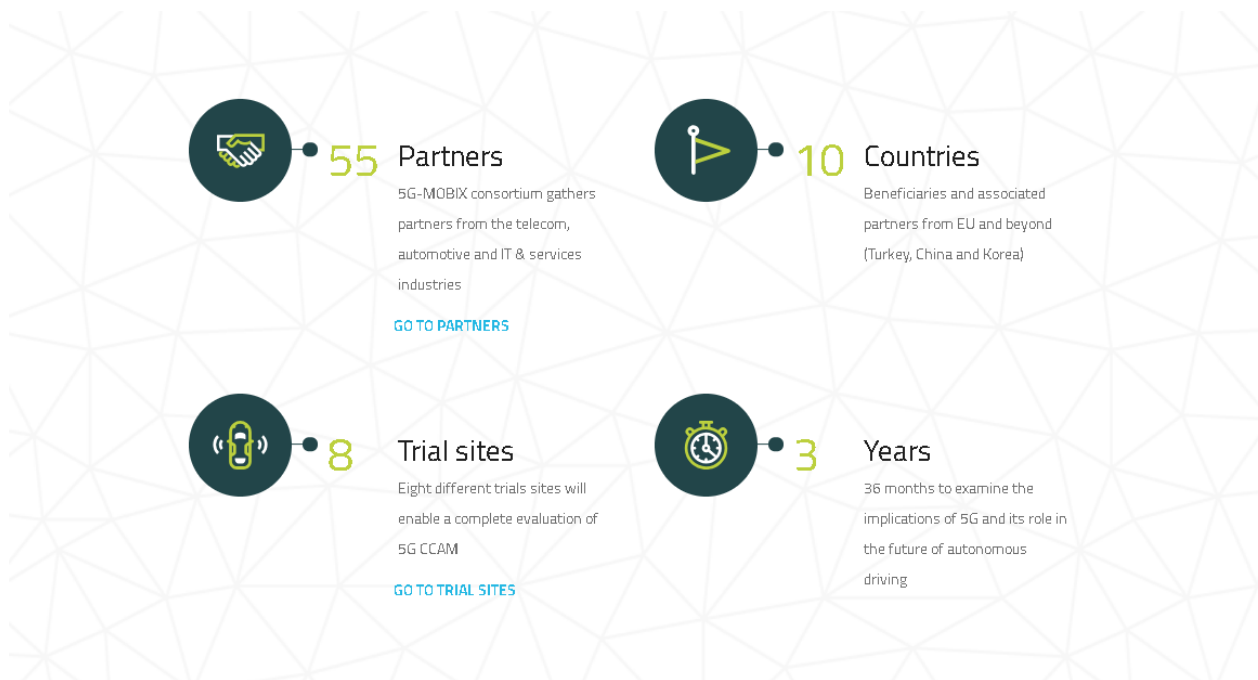 55 Partners
5G-MOBIX consortium gathers
partners from the telecom,
automotive and IT & services
industries
GO TO PARTNERS
10 Countries
Beneficiaries and associated
partners from EU and beyond
(Turkey, China and Korea)
8 Trial sites
Eight different trials sites will
enable a complete evaluation of
5G CCAM
GO TO TRIAL SITES
3 Years
36 months to examine the
implications of 5G and its role in
the future of autonomous
driving